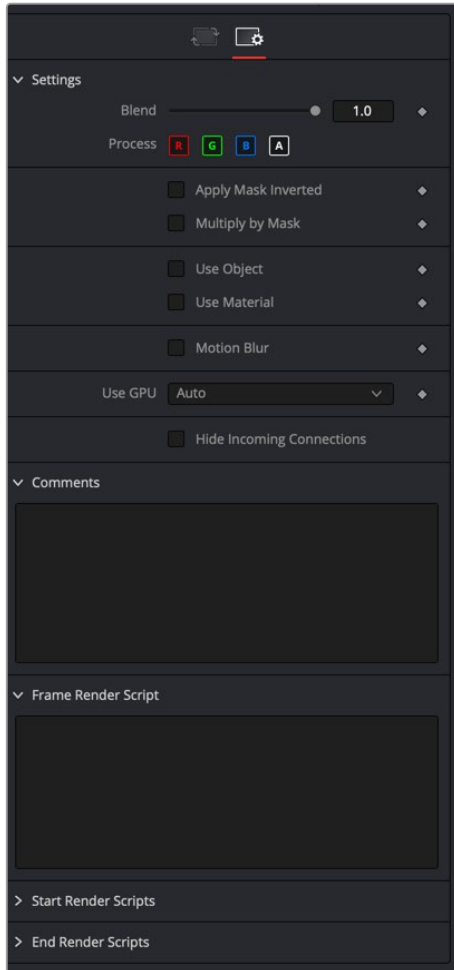 Settings
Blend 1.0
Process R G B A
Apply Mask Inverted
Multiply by Mask
Use Object
Use Material
Motion Blur
Use GPU Auto
Hide Incoming Connections
Comments
Frame Render Script
Start Render Scripts
End Render Scripts